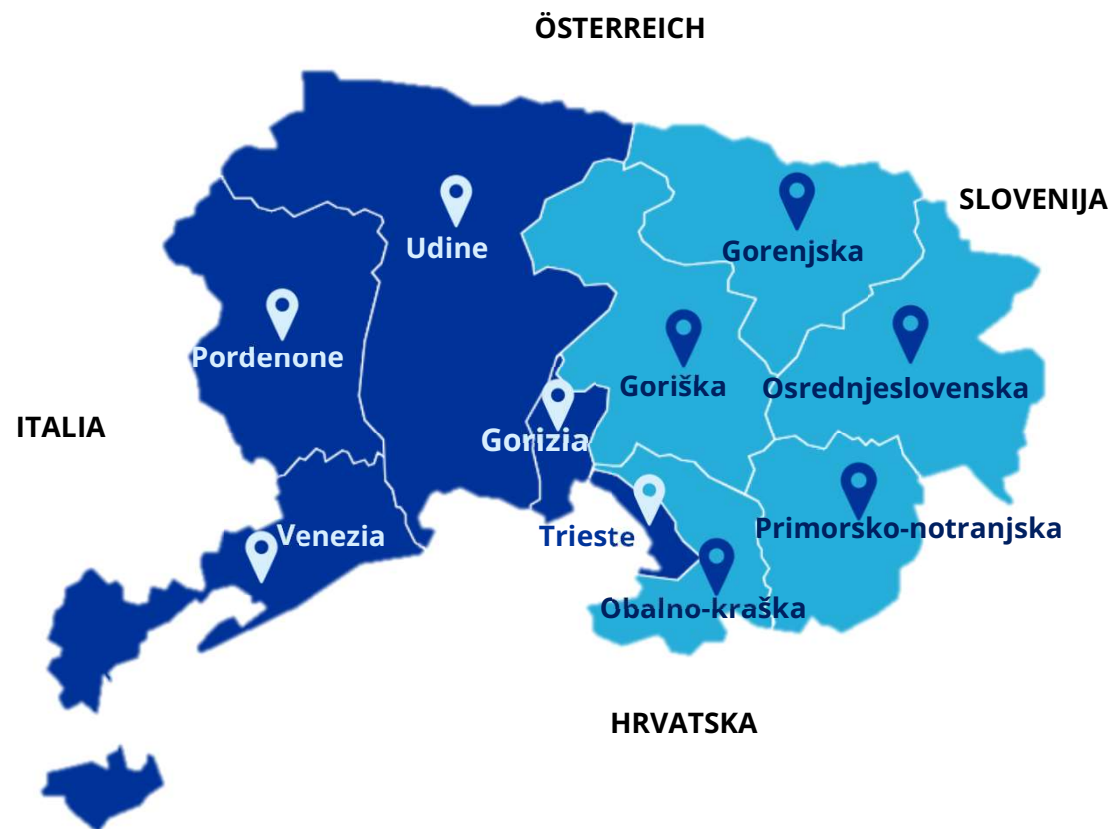 ÖSTERREICH
SLOVENIJA
Udine
Gorenjska
Pordenone
Goriška
Osrednjeslovenska
ITALIA
Gorizia
Venezia
Trieste
Primorsko-notranjska
Obalno-kraška
HRVATSKA